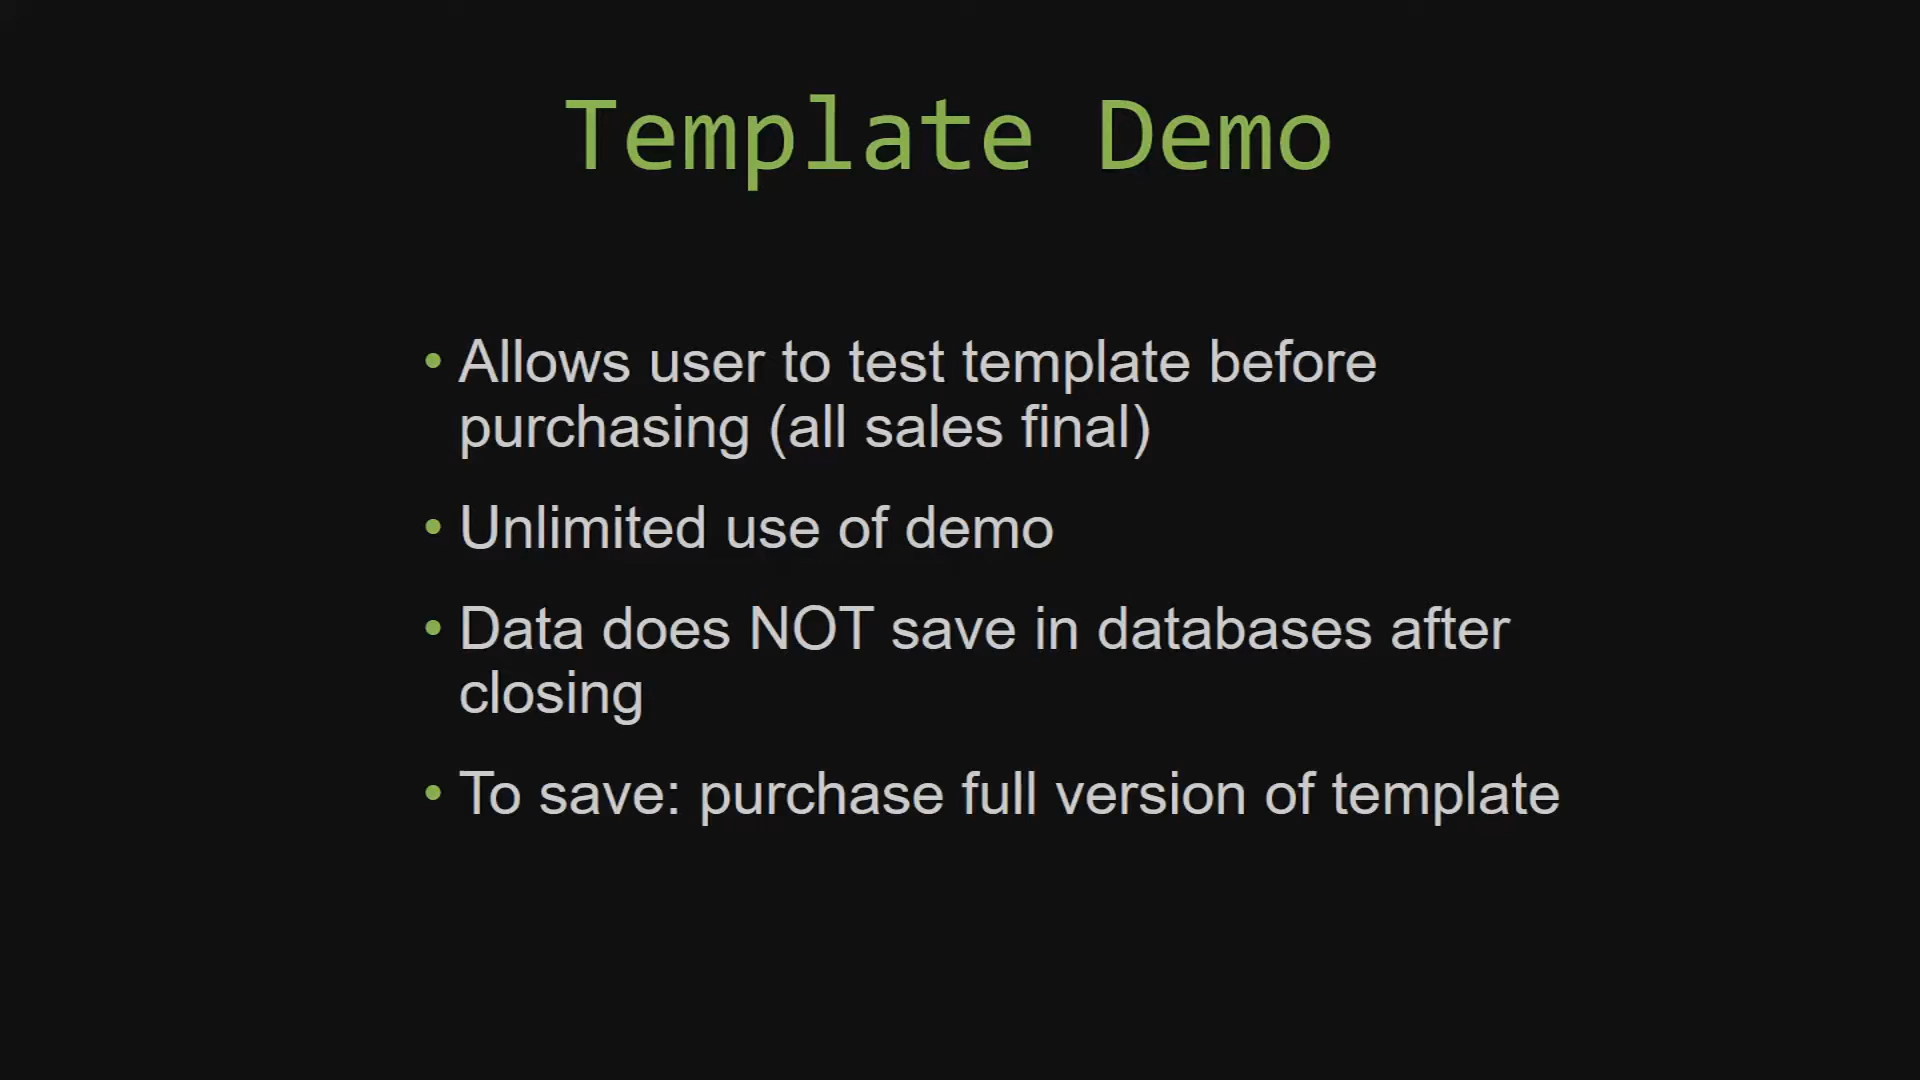 Template Demo
• Allows user to test template before
purchasing (all sales final)
• Unlimited use of demo
• Data does NOT save in databases after
closing
• To save: purchase full version of template